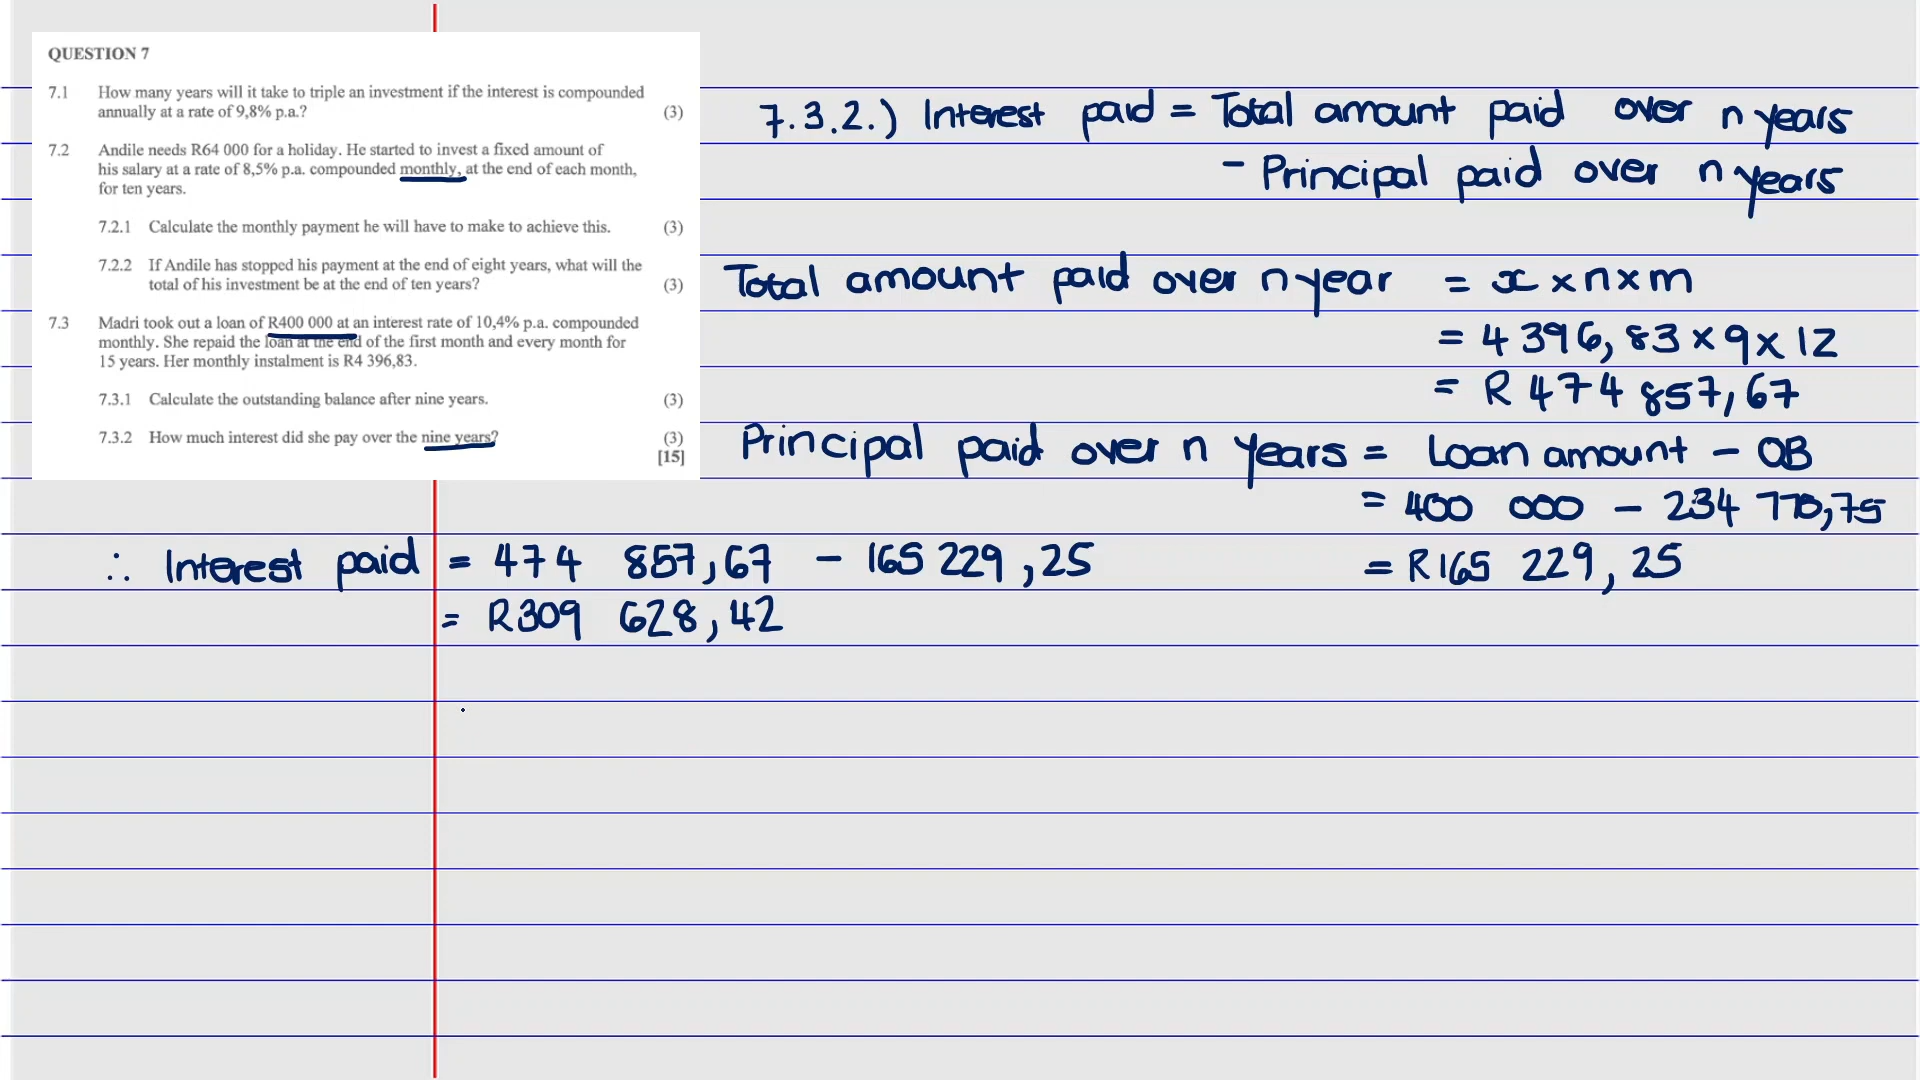 QUESTION 7
7.1 How many years will it take to triple an investment if the interest is compounded
annually at a rate of 9,8% p.a.? (3)
7.2 Andile needs R64 000 for a holiday. He started to invest a fixed amount of
his salary at a rate of 8,5% p.a. compounded monthly, at the end of each month,
for ten years.
7.2.1 Calculate the monthly payment he will have to make to achieve this. (3)
7.2.2 If Andile has stopped his payment at the end of eight years, what will the
total of his investment be at the end of ten years? (3)
7.3 Madri took out a loan of R400 000 at an interest rate of 10,4% p.a. compounded
monthly. She repaid the loan at the end of the first month and every month for
15 years. Her monthly instalment is R4 396,83.
7.3.1 Calculate the outstanding balance after nine years. (3)
7.3.2 How much interest did she pay over the nine years? (3)
[15]
7.3.2.) Interest paid = Total amount paid over n years
- Principal paid over n years
Total amount paid over n year = x × n × m
= 4 396,83 × 9 × 12
= R 474 857,67
Principal paid over n years = Loan amount - OB
= 400 000 - 234 770,75
= R165 229,25
∴ Interest paid = 474 857,67 - 165 229,25
= R309 628,42